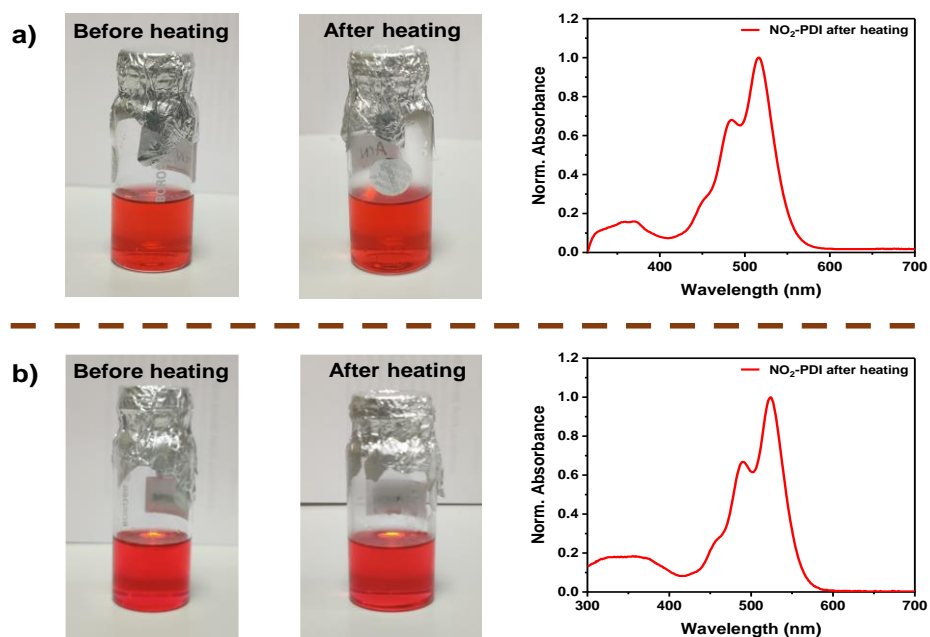 a)
Before heating
After heating
NO₂-PDI after heating
Norm. Absorbance
1.2
1.0
0.8
0.6
0.4
0.2
0.0
400
500
600
700
Wavelength (nm)
b)
Before heating
After heating
NO₂-PDI after heating
Norm. Absorbance
1.2
1.0
0.8
0.6
0.4
0.2
0.0
300
400
500
600
700
Wavelength (nm)